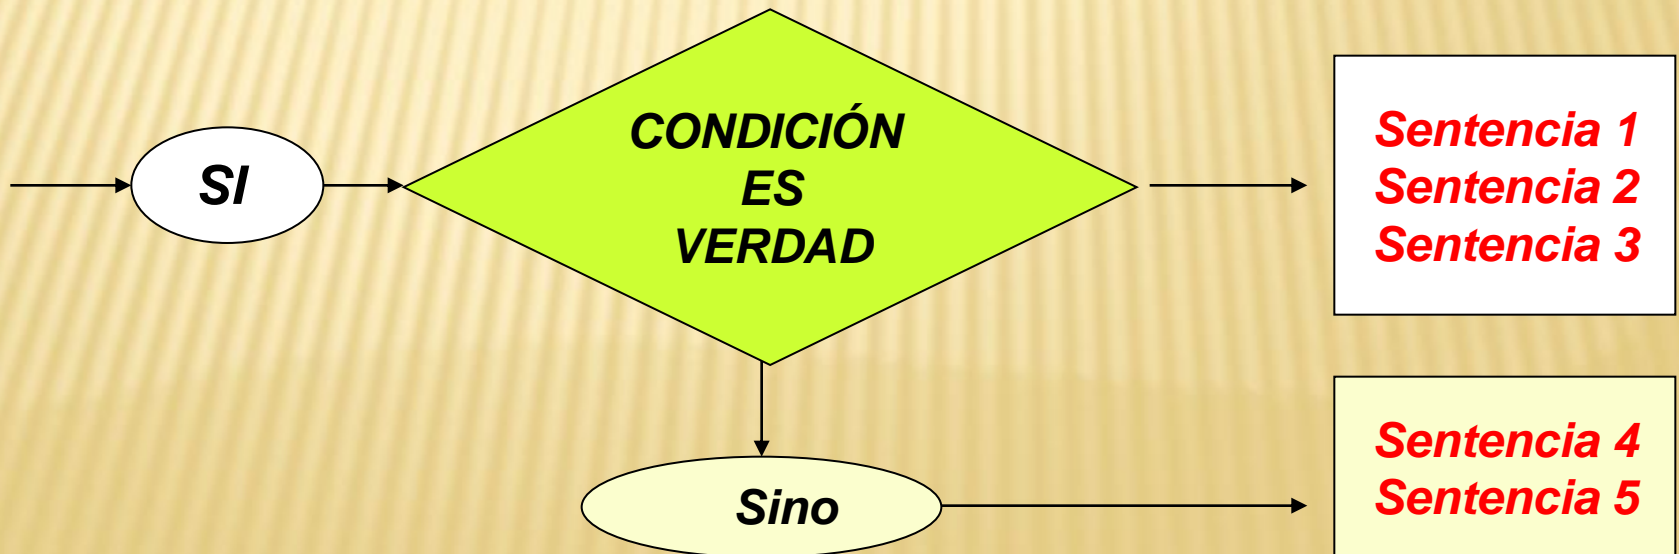 SI
CONDICIÓN
ES
VERDAD
Sentencia 1
Sentencia 2
Sentencia 3
Sino
Sentencia 4
Sentencia 5